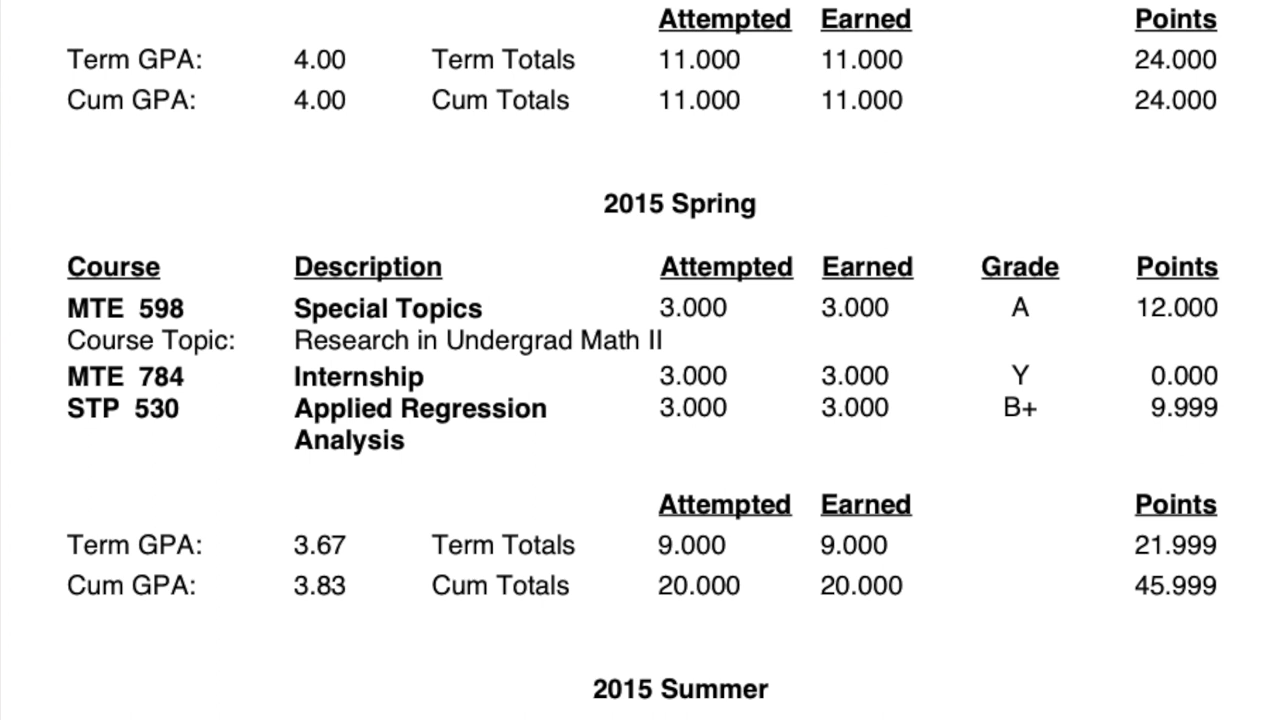 Attempted Earned Points
Term GPA: 4.00 Term Totals 11.000 11.000 24.000
Cum GPA: 4.00 Cum Totals 11.000 11.000 24.000
2015 Spring
Course Description Attempted Earned Grade Points
MTE 598 Special Topics 3.000 3.000 A 12.000
Course Topic: Research in Undergrad Math II
MTE 784 Internship 3.000 3.000 Y 0.000
STP 530 Applied Regression 3.000 3.000 B+ 9.999
Analysis
Attempted Earned Points
Term GPA: 3.67 Term Totals 9.000 9.000 21.999
Cum GPA: 3.83 Cum Totals 20.000 20.000 45.999
2015 Summer